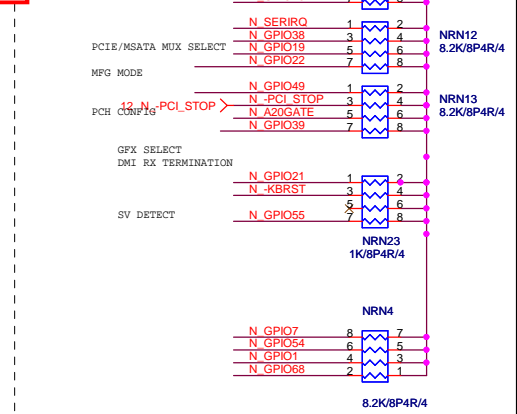 N_SERIRQ 1 2
N_GPIO38 3 4 NRN12
PCIE/MSATA MUX SELECT N_GPIO19 5 6 8.2K/8P4R/4
N_GPIO22 7 8
MFG MODE
N_GPIO49 1 2
12 N_-PCI_STOP N_-PCI_STOP 3 4 NRN13
PCH CONFIG N_A20GATE 5 6 8.2K/8P4R/4
N_GPIO39 7 8
GFX SELECT
DMI RX TERMINATION
N_GPIO21 1 2
N_-KBRST 3 4
5 6
SV DETECT N_GPIO55 7 8
NRN23
1K/8P4R/4
NRN4
N_GPIO7 8 7
N_GPIO54 6 5
N_GPIO1 4 3
N_GPIO68 2 1
8.2K/8P4R/4